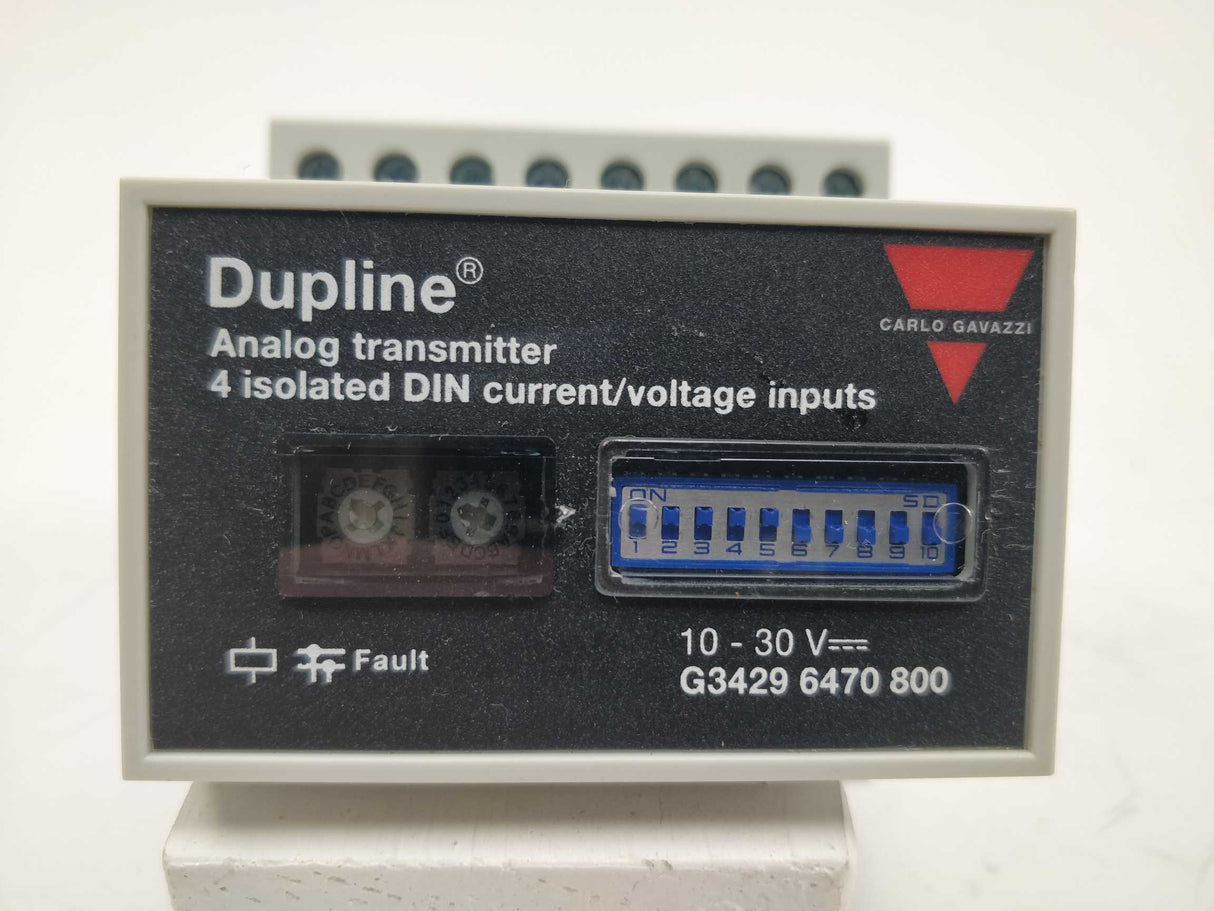 Dupline®
CARLO GAVAZZI
Analog transmitter
4 isolated DIN current/voltage inputs
ON SD
1 2 3 4 5 6 7 8 9 10
Fault
10 - 30 V
G3429 6470 800